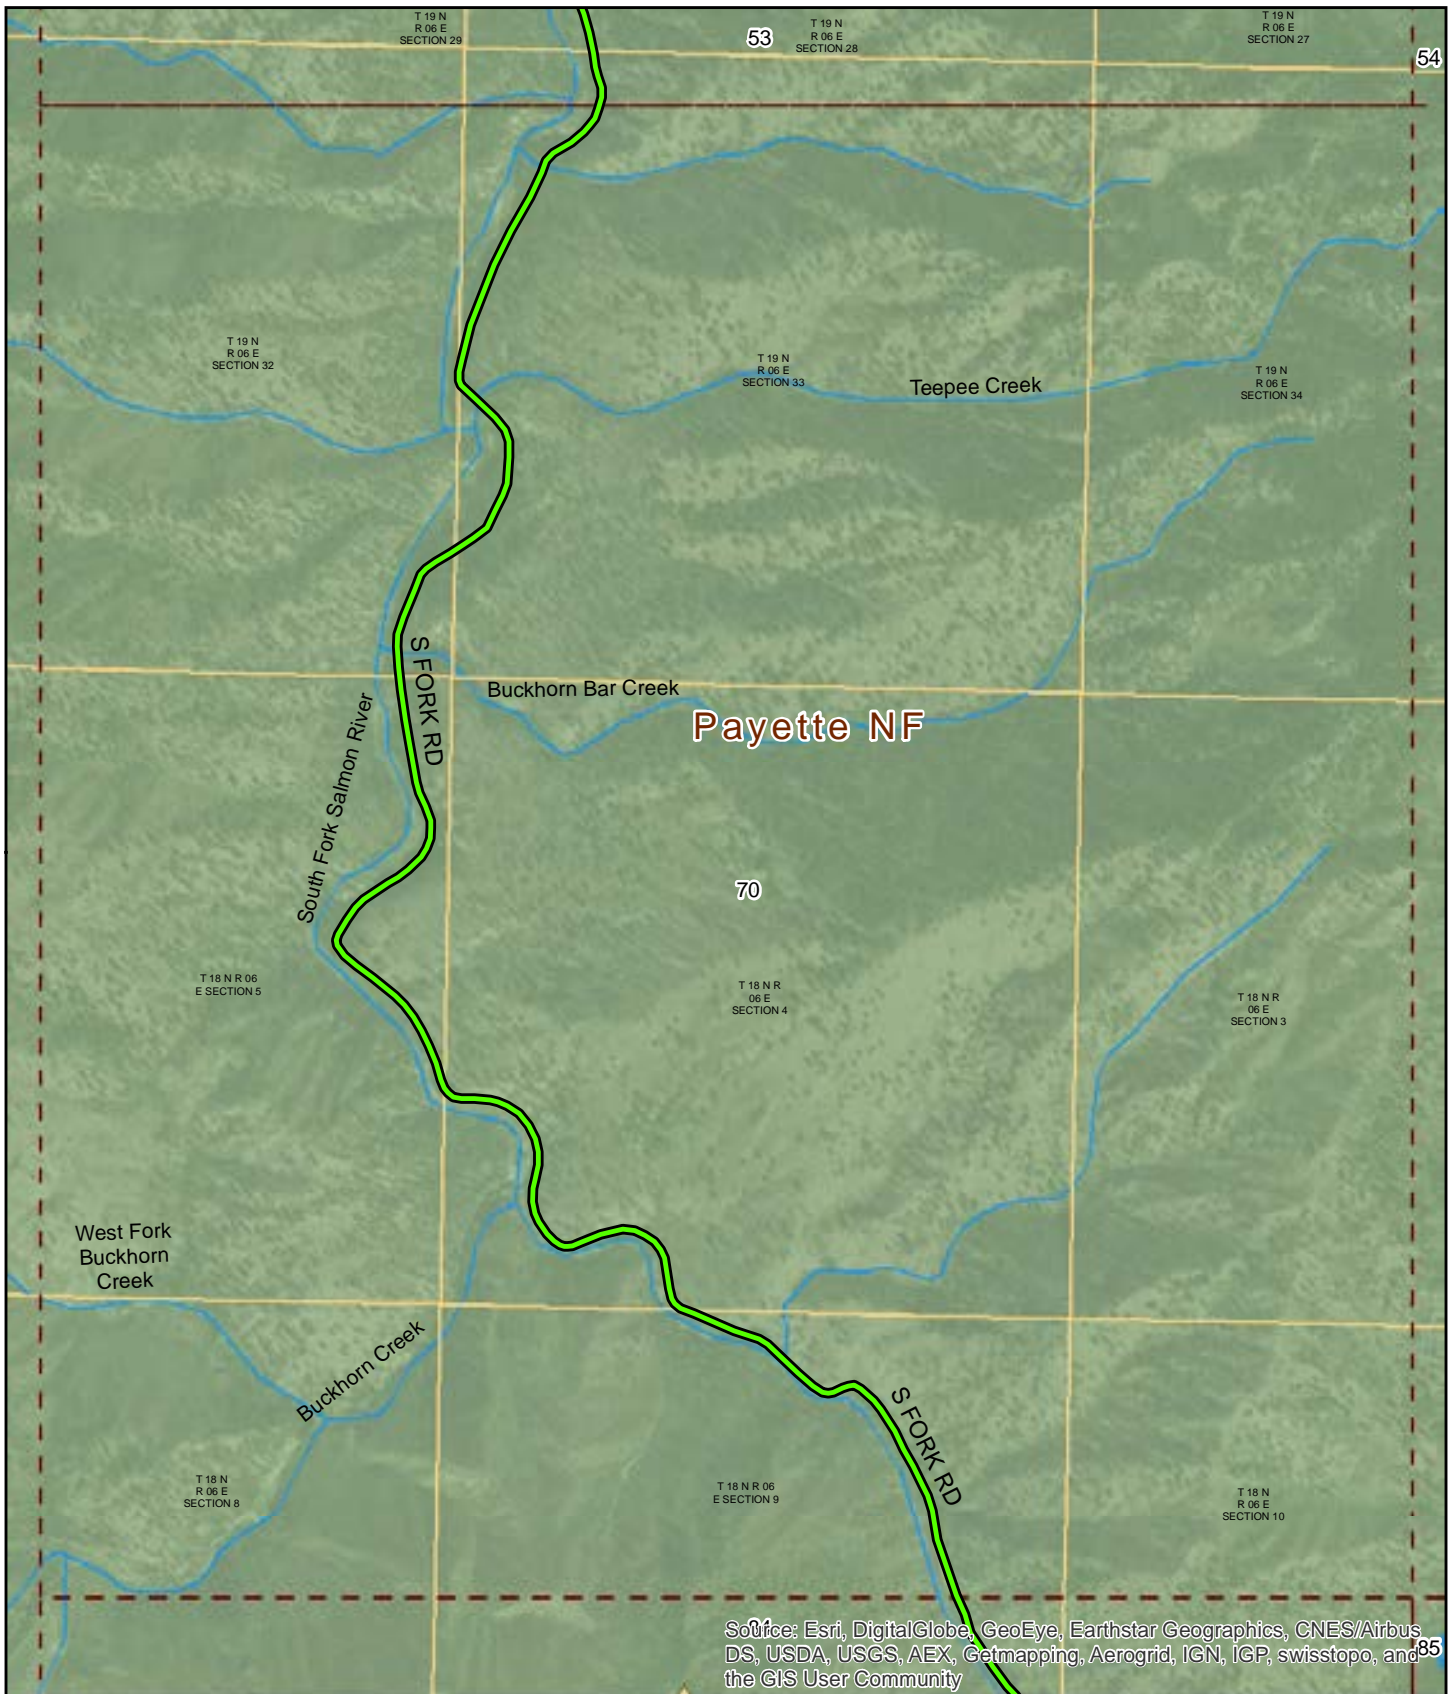 T 19 N
R 06 E
SECTION 29
53
T 19 N
R 06 E
SECTION 28
T 19 N
R 06 E
SECTION 27
54
T 19 N
R 06 E
SECTION 32
T 19 N
R 06 E
SECTION 33
Teepee Creek
T 19 N
R 06 E
SECTION 34
S FORK RD
Buckhorn Bar Creek
Payette NF
South Fork Salmon River
70
T 18 N R 06
E SECTION 5
T 18 N R
06 E
SECTION 4
T 18 N R
06 E
SECTION 3
West Fork
Buckhorn
Creek
Buckhorn Creek
S FORK RD
T 18 N
R 06 E
SECTION 8
T 18 N R 06
E SECTION 9
T 18 N
R 06 E
SECTION 10
Source: Esri, DigitalGlobe, GeoEye, Earthstar Geographics, CNES/Airbus
DS, USDA, USGS, AEX, Getmapping, Aerogrid, IGN, IGP, swisstopo, and
the GIS User Community
85